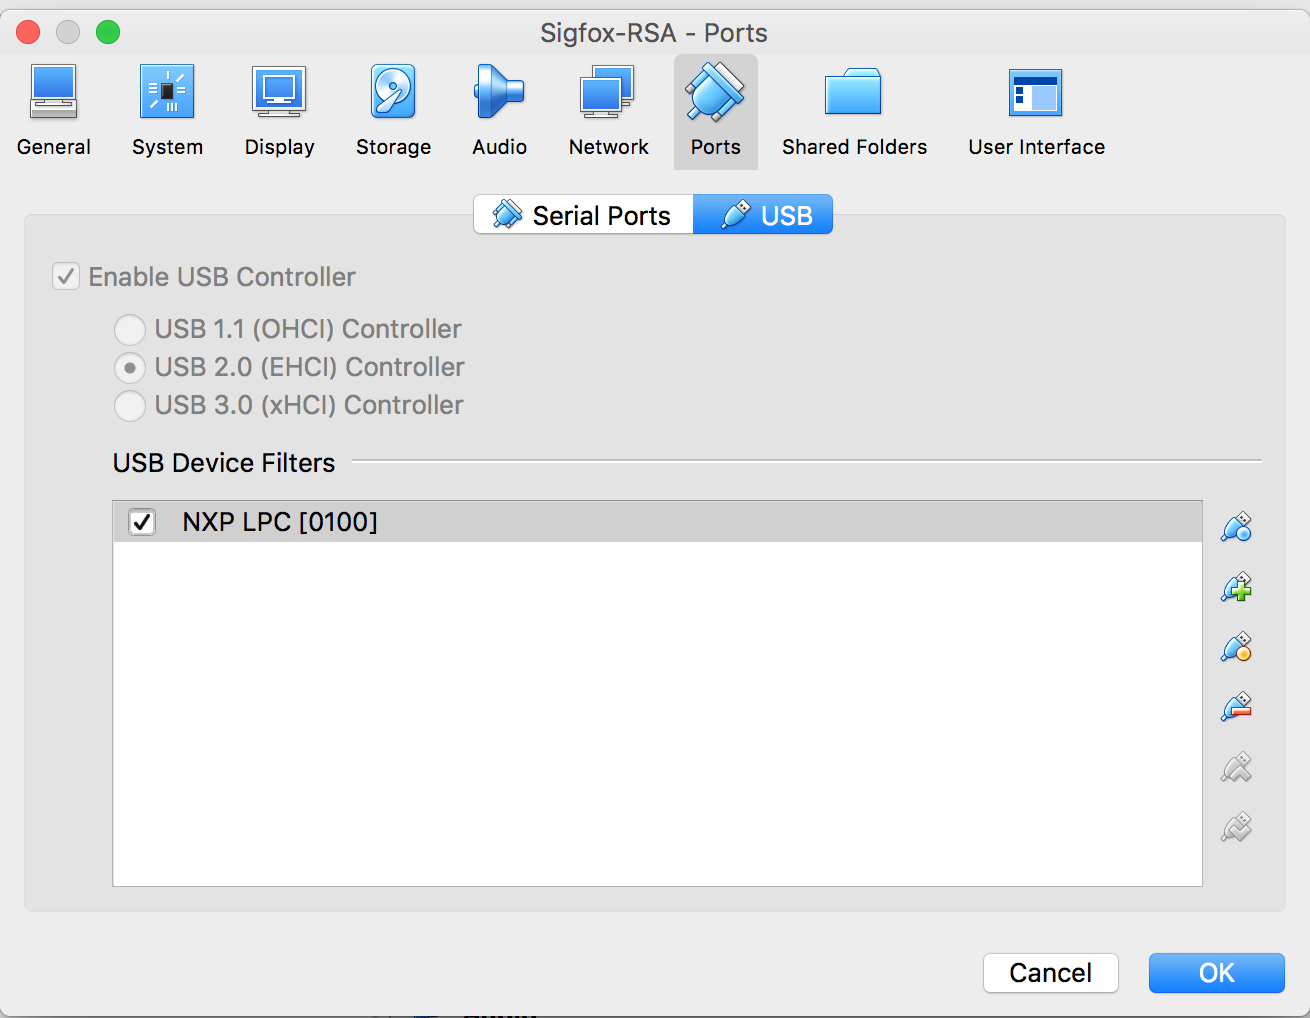 Sigfox-RSA - Ports
General System Display Storage Audio Network Ports Shared Folders User Interface
Serial Ports USB
Enable USB Controller
USB 1.1 (OHCI) Controller
USB 2.0 (EHCI) Controller
USB 3.0 (xHCI) Controller
USB Device Filters
NXP LPC [0100]
Cancel OK